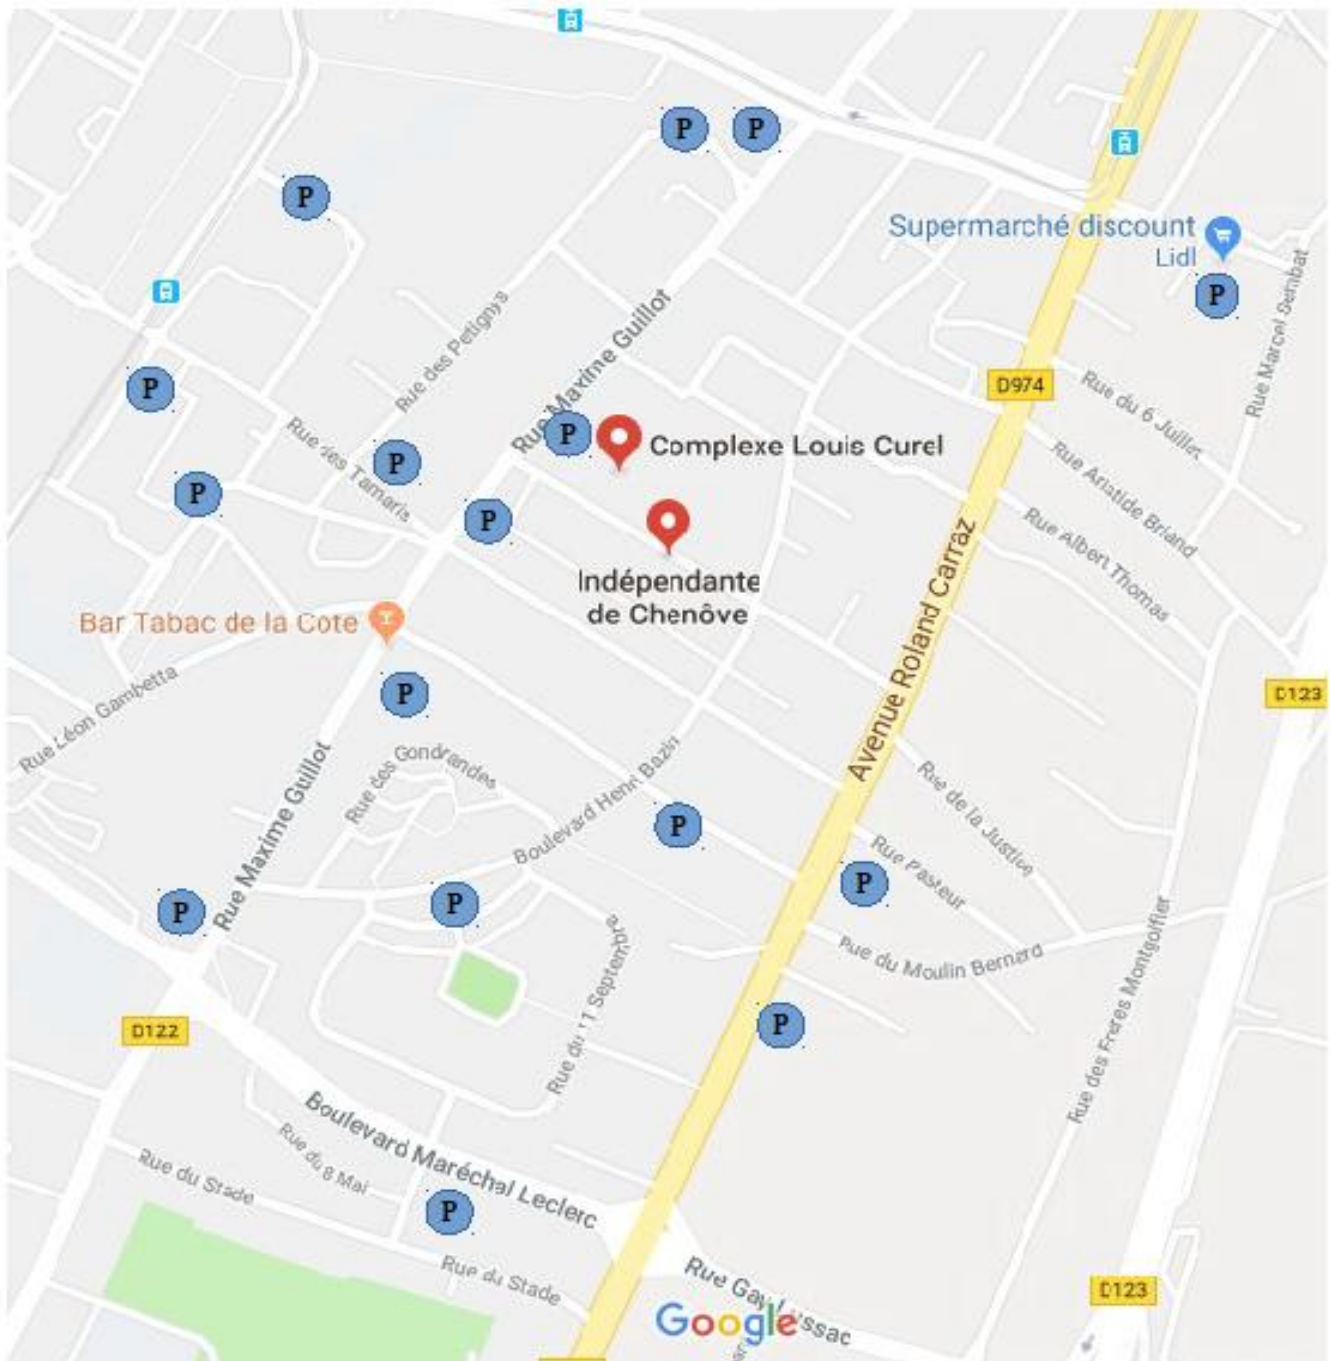 P
P
P
Supermarché discount
Lidl
P
Rue Marcel Sembat
Rue des Petignys
Rue Maxime Guillot
D974
Rue du 6 Juillet
P
P
Complexe Louis Curel
Rue des Tamaris
P
Rue Aristide Briand
P
P
Rue Albert Thomas
Indépendante
de Chenôve
Bar Tabac de la Cote
Avenue Roland Carraz
Rue Léon Gambetta
P
D123
Rue des Gondrandes
Rue Maxime Guillot
Boulevard Henri Bazin
Rue de la Justice
P
Rue Pasteur
P
P
P
Rue du Moulin Bernard
Rue du 11 Septembre
Rue des Frères Montgolfier
D122
P
Boulevard Maréchal Leclerc
Rue du 8 Mai
Rue du Stade
P
Rue du Stade
Rue Gay Lussac
D123
Google